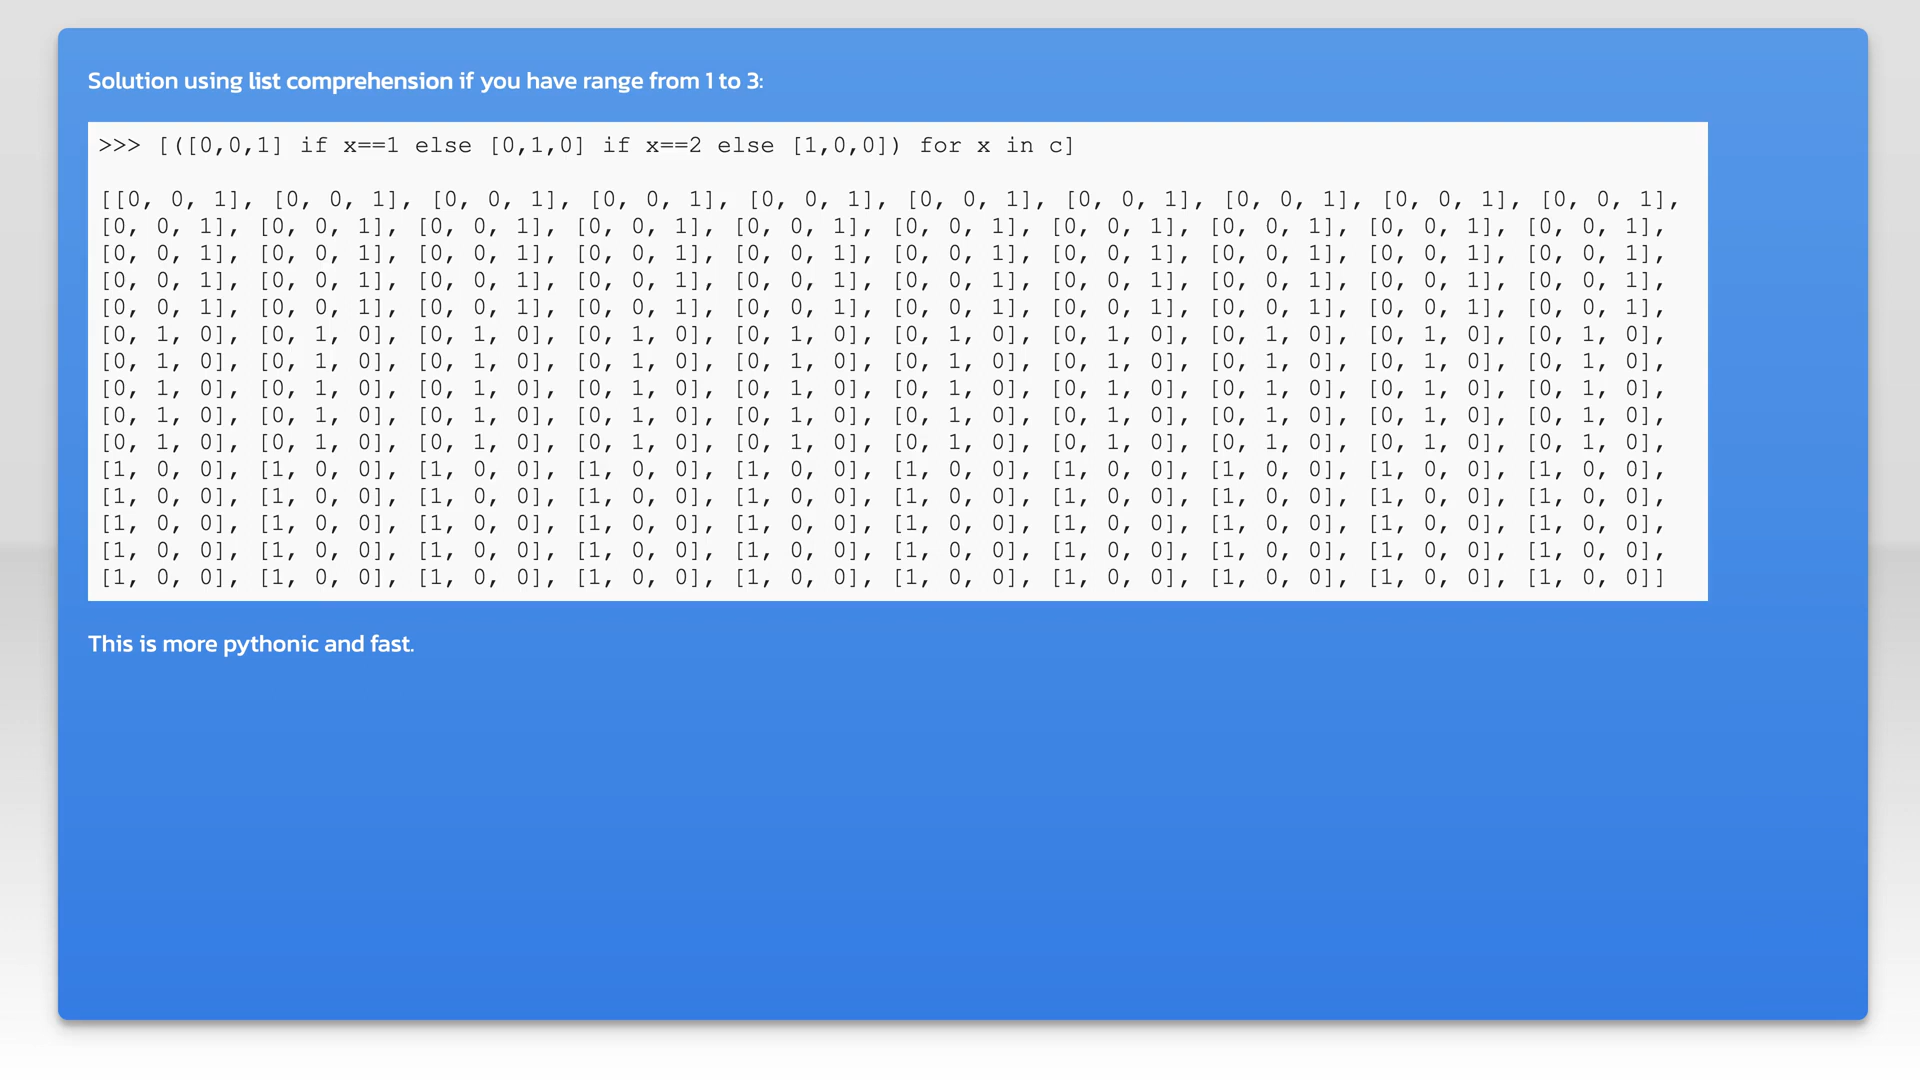 Solution using list comprehension if you have range from 1 to 3:
>>> [([0,0,1] if x==1 else [0,1,0] if x==2 else [1,0,0]) for x in c]
[[0, 0, 1], [0, 0, 1], [0, 0, 1], [0, 0, 1], [0, 0, 1], [0, 0, 1], [0, 0, 1], [0, 0, 1], [0, 0, 1], [0, 0, 1],
[0, 0, 1], [0, 0, 1], [0, 0, 1], [0, 0, 1], [0, 0, 1], [0, 0, 1], [0, 0, 1], [0, 0, 1], [0, 0, 1], [0, 0, 1],
[0, 0, 1], [0, 0, 1], [0, 0, 1], [0, 0, 1], [0, 0, 1], [0, 0, 1], [0, 0, 1], [0, 0, 1], [0, 0, 1], [0, 0, 1],
[0, 0, 1], [0, 0, 1], [0, 0, 1], [0, 0, 1], [0, 0, 1], [0, 0, 1], [0, 0, 1], [0, 0, 1], [0, 0, 1], [0, 0, 1],
[0, 0, 1], [0, 0, 1], [0, 0, 1], [0, 0, 1], [0, 0, 1], [0, 0, 1], [0, 0, 1], [0, 0, 1], [0, 0, 1], [0, 0, 1],
[0, 1, 0], [0, 1, 0], [0, 1, 0], [0, 1, 0], [0, 1, 0], [0, 1, 0], [0, 1, 0], [0, 1, 0], [0, 1, 0], [0, 1, 0],
[0, 1, 0], [0, 1, 0], [0, 1, 0], [0, 1, 0], [0, 1, 0], [0, 1, 0], [0, 1, 0], [0, 1, 0], [0, 1, 0], [0, 1, 0],
[0, 1, 0], [0, 1, 0], [0, 1, 0], [0, 1, 0], [0, 1, 0], [0, 1, 0], [0, 1, 0], [0, 1, 0], [0, 1, 0], [0, 1, 0],
[0, 1, 0], [0, 1, 0], [0, 1, 0], [0, 1, 0], [0, 1, 0], [0, 1, 0], [0, 1, 0], [0, 1, 0], [0, 1, 0], [0, 1, 0],
[0, 1, 0], [0, 1, 0], [0, 1, 0], [0, 1, 0], [0, 1, 0], [0, 1, 0], [0, 1, 0], [0, 1, 0], [0, 1, 0], [0, 1, 0],
[1, 0, 0], [1, 0, 0], [1, 0, 0], [1, 0, 0], [1, 0, 0], [1, 0, 0], [1, 0, 0], [1, 0, 0], [1, 0, 0], [1, 0, 0],
[1, 0, 0], [1, 0, 0], [1, 0, 0], [1, 0, 0], [1, 0, 0], [1, 0, 0], [1, 0, 0], [1, 0, 0], [1, 0, 0], [1, 0, 0],
[1, 0, 0], [1, 0, 0], [1, 0, 0], [1, 0, 0], [1, 0, 0], [1, 0, 0], [1, 0, 0], [1, 0, 0], [1, 0, 0], [1, 0, 0],
[1, 0, 0], [1, 0, 0], [1, 0, 0], [1, 0, 0], [1, 0, 0], [1, 0, 0], [1, 0, 0], [1, 0, 0], [1, 0, 0], [1, 0, 0],
[1, 0, 0], [1, 0, 0], [1, 0, 0], [1, 0, 0], [1, 0, 0], [1, 0, 0], [1, 0, 0], [1, 0, 0], [1, 0, 0], [1, 0, 0]]
This is more pythonic and fast.